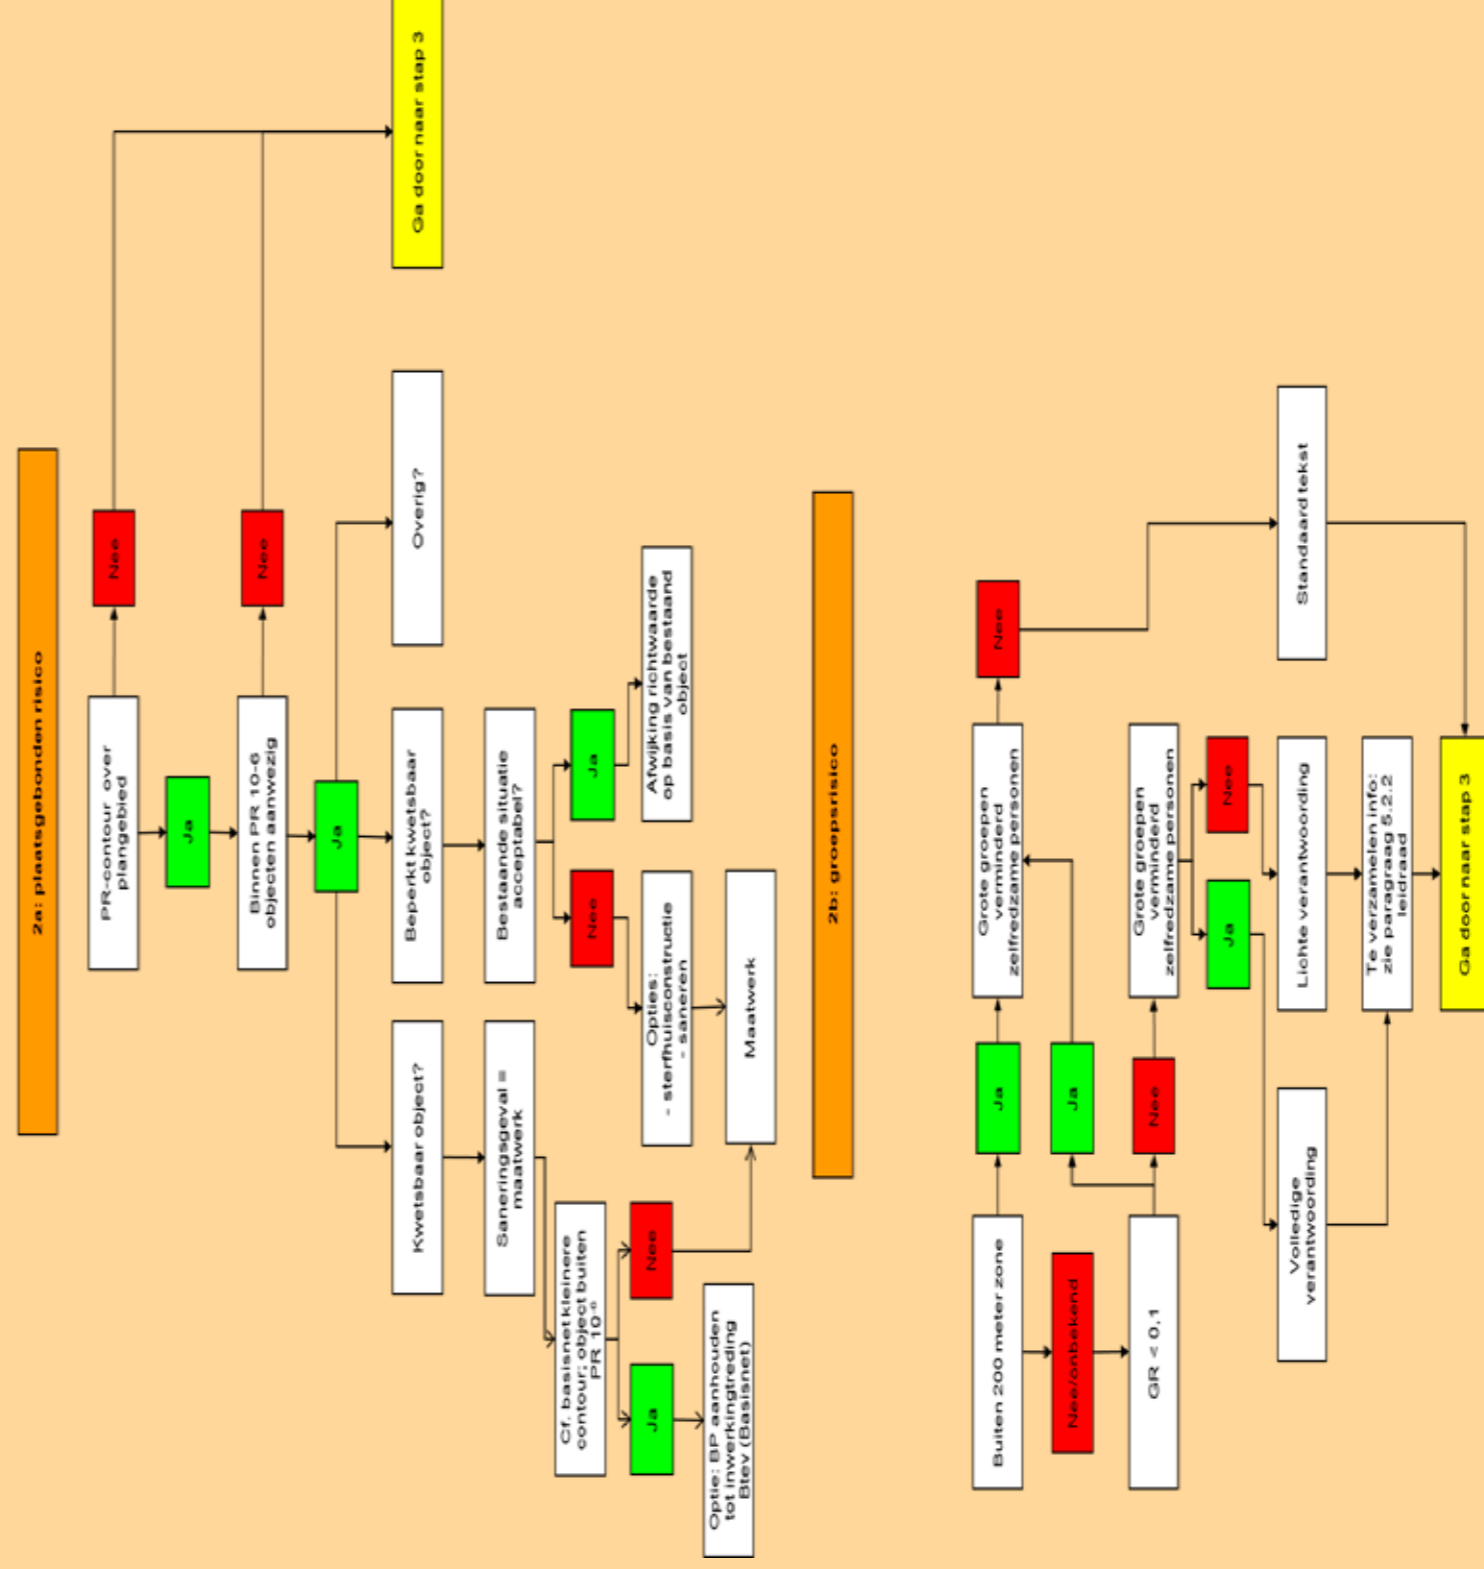 2a: plaatsgebonden risico
PR-contour over
plangebied
Nee
Ja
Binnen PR 10-6
objecten aanwezig
Nee
Ja
Kwetsbaar object?
Beperkt kwetsbaar
object?
Overig?
Ga door naar stap 3
Saneringsgeval =
maatwerk
Bestaande situatie
acceptabel?
Cf. basisnet kleinere
contour; object buiten
PR 10⁻⁶
Nee
Ja
Ja
Nee
Opties:
- sterfhuisconstructie
- saneren
Afwijking richtwaarde
op basis van bestaand
object
Optie: BP aanhouden
tot inwerkingtreding
Btev (Basisnet)
Maatwerk
2b: groepsrisico
Buiten 200 meter zone
Ja
Grote groepen
verminderd
zelfredzame personen
Nee
Nee/onbekend
Ja
GR < 0,1
Nee
Grote groepen
verminderd
zelfredzame personen
Ja
Nee
Volledige
verantwoording
Lichte verantwoording
Standaard tekst
Te verzamelen info:
zie paragraag 5.2.2
leidraad
Ga door naar stap 3